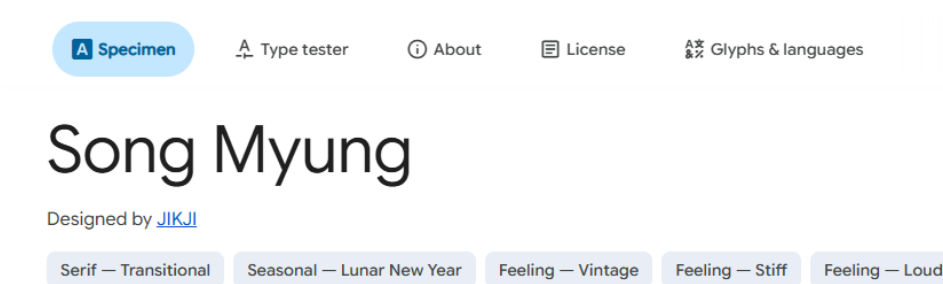 Specimen Type tester About License Glyphs & languages
Song Myung
Designed by JIKJI
Serif — Transitional Seasonal — Lunar New Year Feeling — Vintage Feeling — Stiff Feeling — Loud